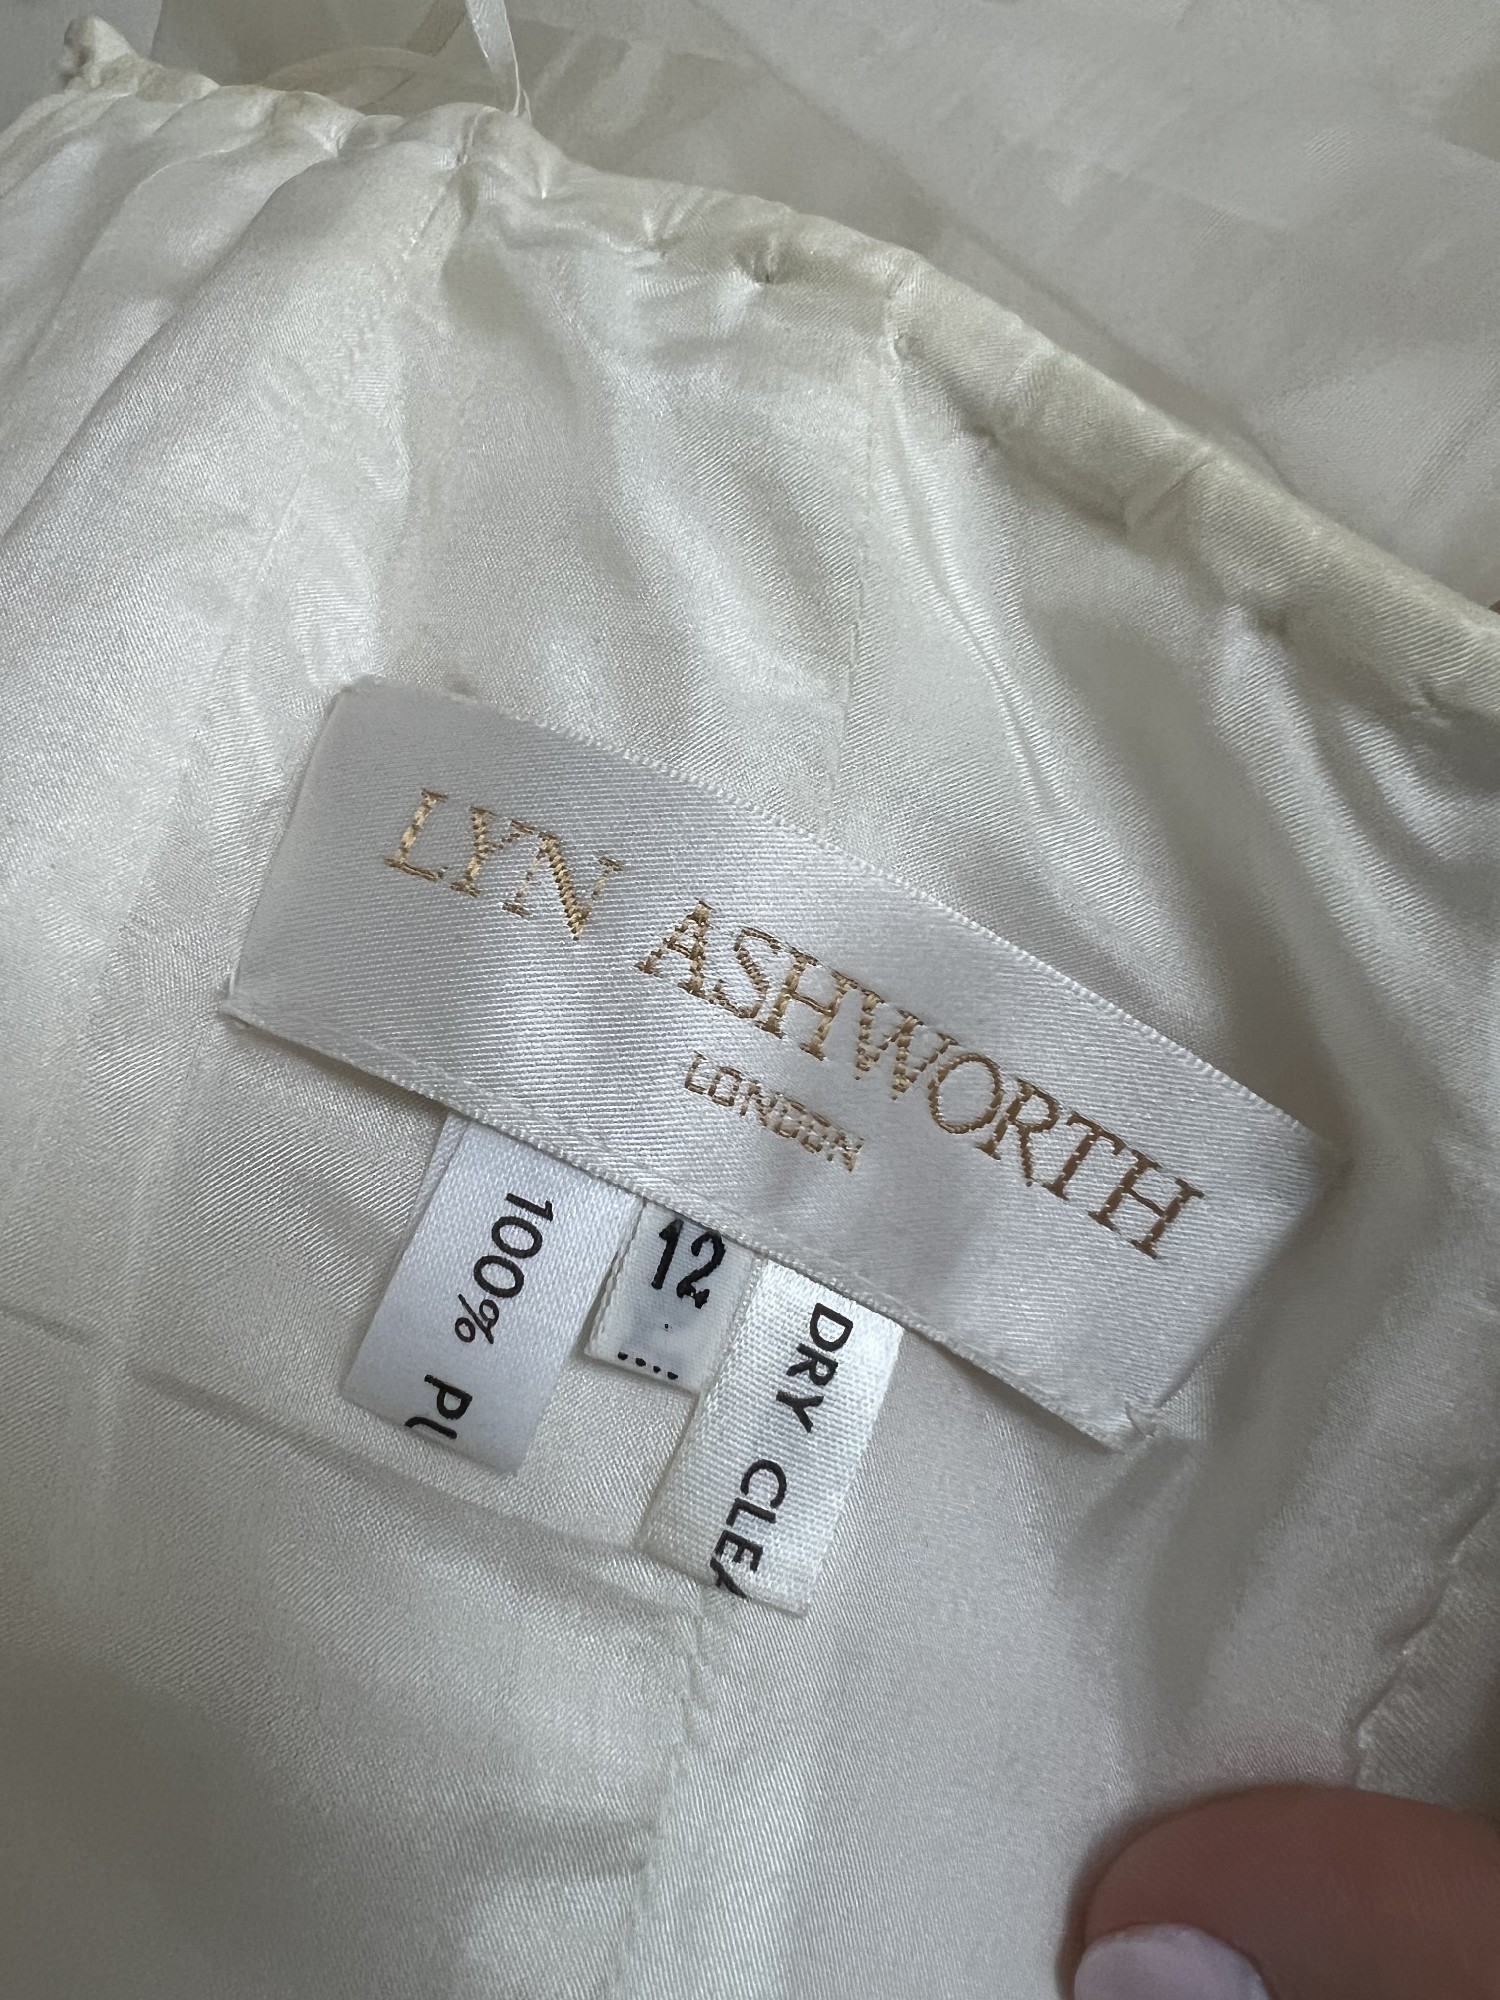 LYN ASHWORTH
LONDON
100% PU
12
DRY CLEA